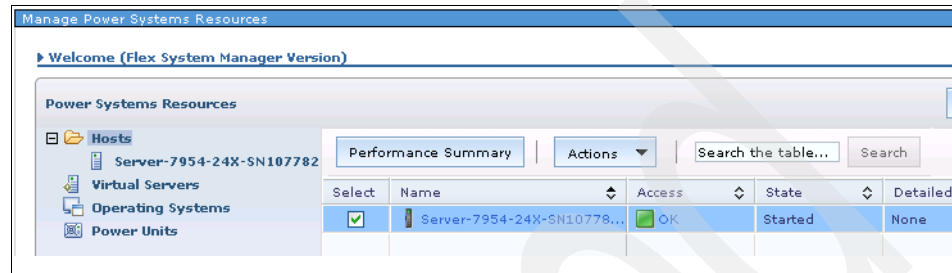 Manage Power Systems Resources
Welcome (Flex System Manager Version)
Power Systems Resources
Hosts
Server-7954-24X-SN107782
Virtual Servers
Operating Systems
Power Units
Performance Summary Actions Search the table... Search
Select Name Access State Detailed
Server-7954-24X-SN10778... OK Started None